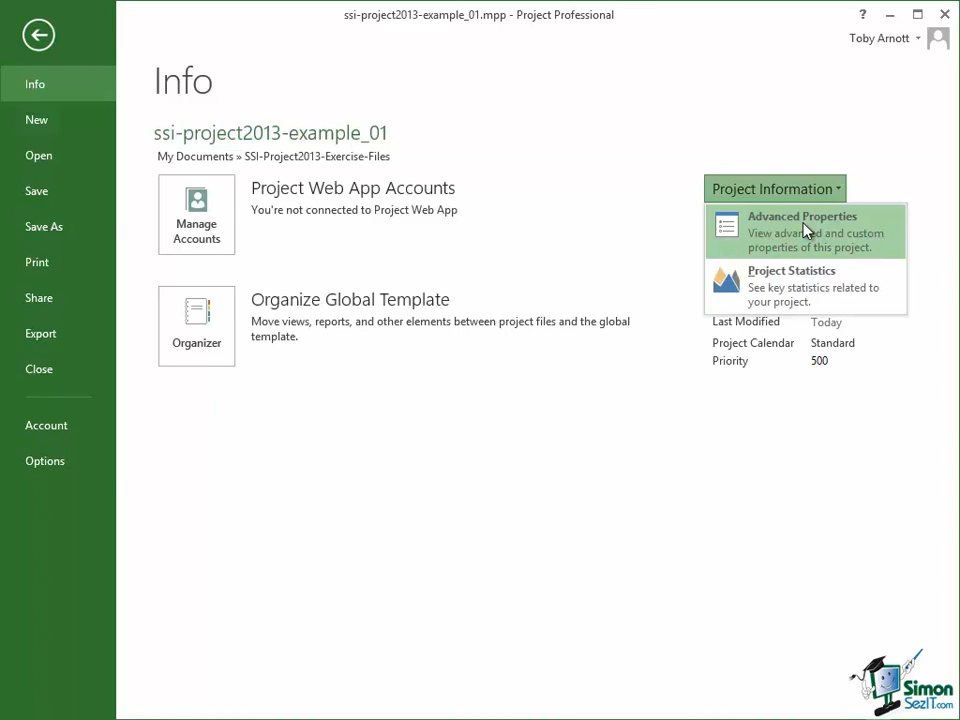 ssi-project2013-example_01.mpp - Project Professional
?
Toby Arnott
Info
New
Open
Save
Save As
Print
Share
Export
Close
Account
Options
Info
ssi-project2013-example_01
My Documents » SSI-Project2013-Exercise-Files
Manage
Accounts
Project Web App Accounts
You're not connected to Project Web App
Organizer
Organize Global Template
Move views, reports, and other elements between project files and the global
template.
Project Information
Advanced Properties
View advanced and custom
properties of this project.
Project Statistics
See key statistics related to
your project.
Last Modified Today
Project Calendar Standard
Priority 500
Simon
SezIT.com